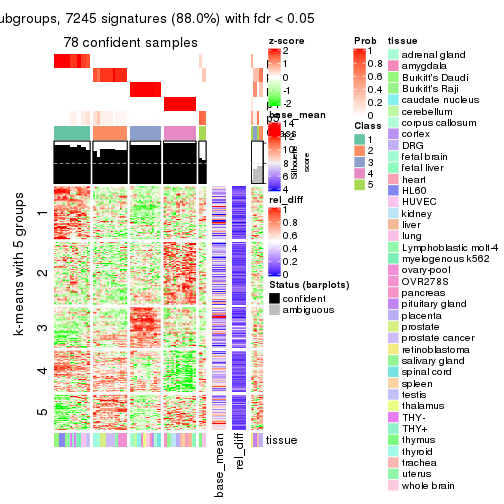 ubgroups, 7245 signatures (88.0%) with fdr < 0.05
78 confident samples
k-means with 5 groups
1
2
3
4
5
Silhouette
score
base_mean
rel_diff
tissue
z-score
2
1
0
-1
-2
base_mean
14
12
10
8
6
4
rel_diff
1
0.8
0.6
0.4
0.2
0
Status (barplots)
confident
ambiguous
Prob
1
0.8
0.6
0.4
0.2
0
Class
1
2
3
4
5
tissue
adrenal gland
amygdala
Burkitt's Daudi
Burkitt's Raji
caudate nucleus
cerebellum
corpus callosum
cortex
DRG
fetal brain
fetal liver
heart
HL60
HUVEC
kidney
liver
lung
Lymphoblastic molt-4
myelogenous k562
ovary-pool
OVR278S
pancreas
pituitary gland
placenta
prostate
prostate cancer
retinoblastoma
salivary gland
spinal cord
spleen
testis
thalamus
THY-
THY+
thymus
thyroid
trachea
uterus
whole brain